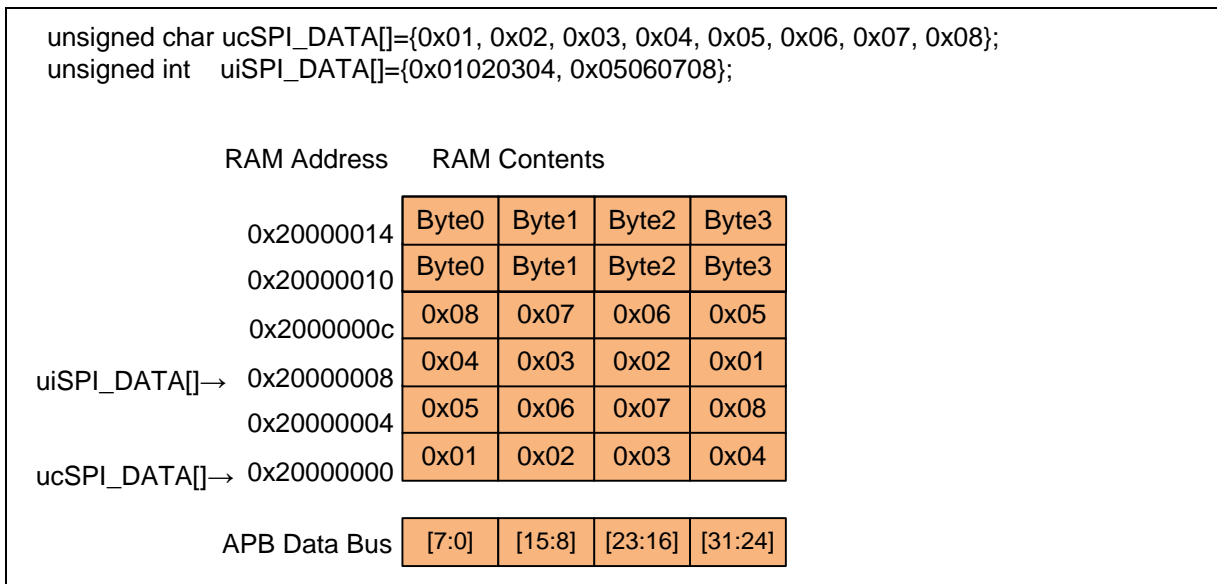 unsigned char ucSPI_DATA[]={0x01, 0x02, 0x03, 0x04, 0x05, 0x06, 0x07, 0x08};
unsigned int uiSPI_DATA[]={0x01020304, 0x05060708};
RAM Address RAM Contents
0x20000014 Byte0 Byte1 Byte2 Byte3
0x20000010 Byte0 Byte1 Byte2 Byte3
0x2000000c 0x08 0x07 0x06 0x05
uiSPI_DATA[]→ 0x20000008 0x04 0x03 0x02 0x01
0x20000004 0x05 0x06 0x07 0x08
ucSPI_DATA[]→ 0x20000000 0x01 0x02 0x03 0x04
APB Data Bus [7:0] [15:8] [23:16] [31:24]